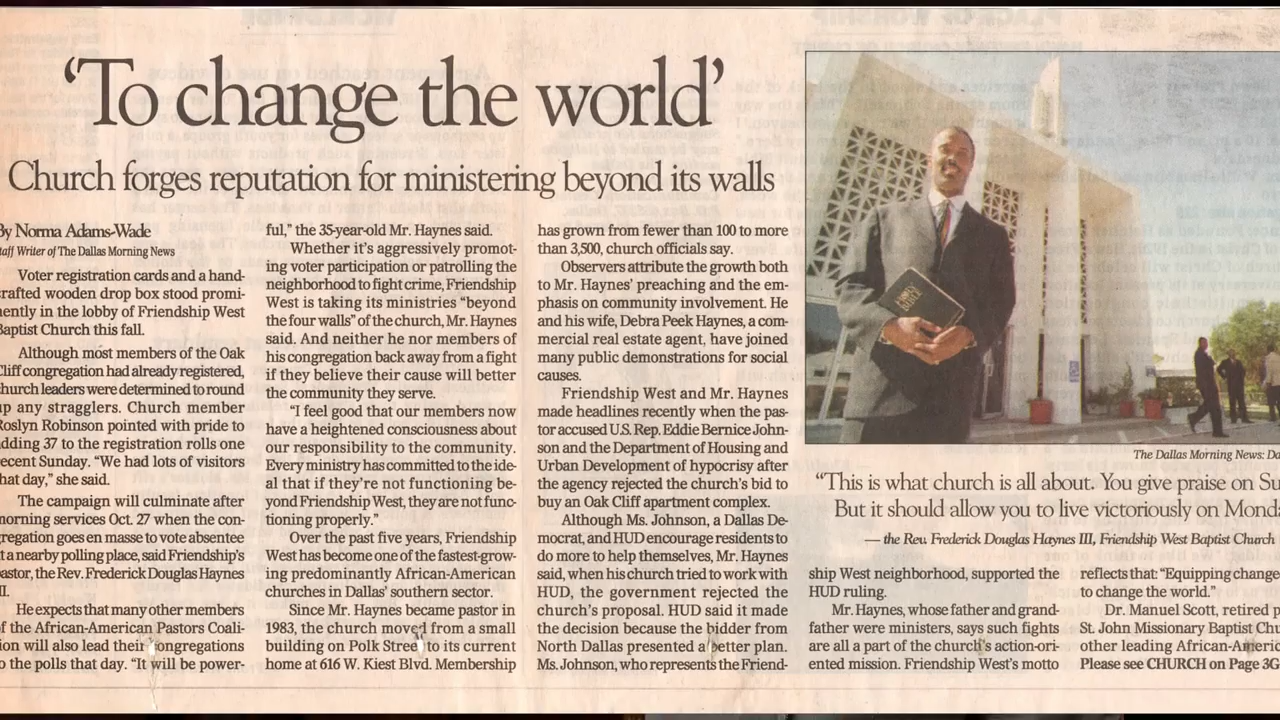 ‘To change the world’
Church forges reputation for ministering beyond its walls
By Norma Adams-Wade
taff Writer of The Dallas Morning News
Voter registration cards and a hand-
crafted wooden drop box stood promi-
nently in the lobby of Friendship West
Baptist Church this fall.
Although most members of the Oak
Cliff congregation had already registered,
church leaders were determined to round
up any stragglers. Church member
Roslyn Robinson pointed with pride to
adding 37 to the registration rolls one
recent Sunday. “We had lots of visitors
that day,” she said.
The campaign will culminate after
morning services Oct. 27 when the con-
gregation goes en masse to vote absentee
at a nearby polling place, said Friendship’s
pastor, the Rev. Frederick Douglas Haynes
II.
He expects that many other members
of the African-American Pastors Coali-
tion will also lead their congregations
to the polls that day. “It will be power-
ful,” the 35-year-old Mr. Haynes said.
Whether it’s aggressively promot-
ing voter participation or patrolling the
neighborhood to fight crime, Friendship
West is taking its ministries “beyond
the four walls” of the church, Mr. Haynes
said. And neither he nor members of
his congregation back away from a fight
if they believe their cause will better
the community they serve.
“I feel good that our members now
have a heightened consciousness about
our responsibility to the community.
Every ministry has committed to the ide-
al that if they’re not functioning be-
yond Friendship West, they are not func-
tioning properly.”
Over the past five years, Friendship
West has become one of the fastest-grow-
ing predominantly African-American
churches in Dallas’ southern sector.
Since Mr. Haynes became pastor in
1983, the church moved from a small
building on Polk Street to its current
home at 616 W. Kiest Blvd. Membership
has grown from fewer than 100 to more
than 3,500, church officials say.
Observers attribute the growth both
to Mr. Haynes’ preaching and the em-
phasis on community involvement. He
and his wife, Debra Peek Haynes, a com-
mercial real estate agent, have joined
many public demonstrations for social
causes.
Friendship West and Mr. Haynes
made headlines recently when the pas-
tor accused U.S. Rep. Eddie Bernice John-
son and the Department of Housing and
Urban Development of hypocrisy after
the agency rejected the church’s bid to
buy an Oak Cliff apartment complex.
Although Ms. Johnson, a Dallas De-
mocrat, and HUD encourage residents to
do more to help themselves, Mr. Haynes
said, when his church tried to work with
HUD, the government rejected the
church’s proposal. HUD said it made
the decision because the bidder from
North Dallas presented a better plan.
Ms. Johnson, who represents the Friend-
HOLY BIBLE
The Dallas Morning News: Da
“This is what church is all about. You give praise on Su
But it should allow you to live victoriously on Monda
— the Rev. Frederick Douglas Haynes III, Friendship West Baptist Church
ship West neighborhood, supported the
HUD ruling.
Mr. Haynes, whose father and grand-
father were ministers, says such fights
are all a part of the church’s action-ori-
ented mission. Friendship West’s motto
reflects that: “Equipping change
to change the world.”
Dr. Manuel Scott, retired p
St. John Missionary Baptist Chu
other leading African-Americ
Please see CHURCH on Page 3G